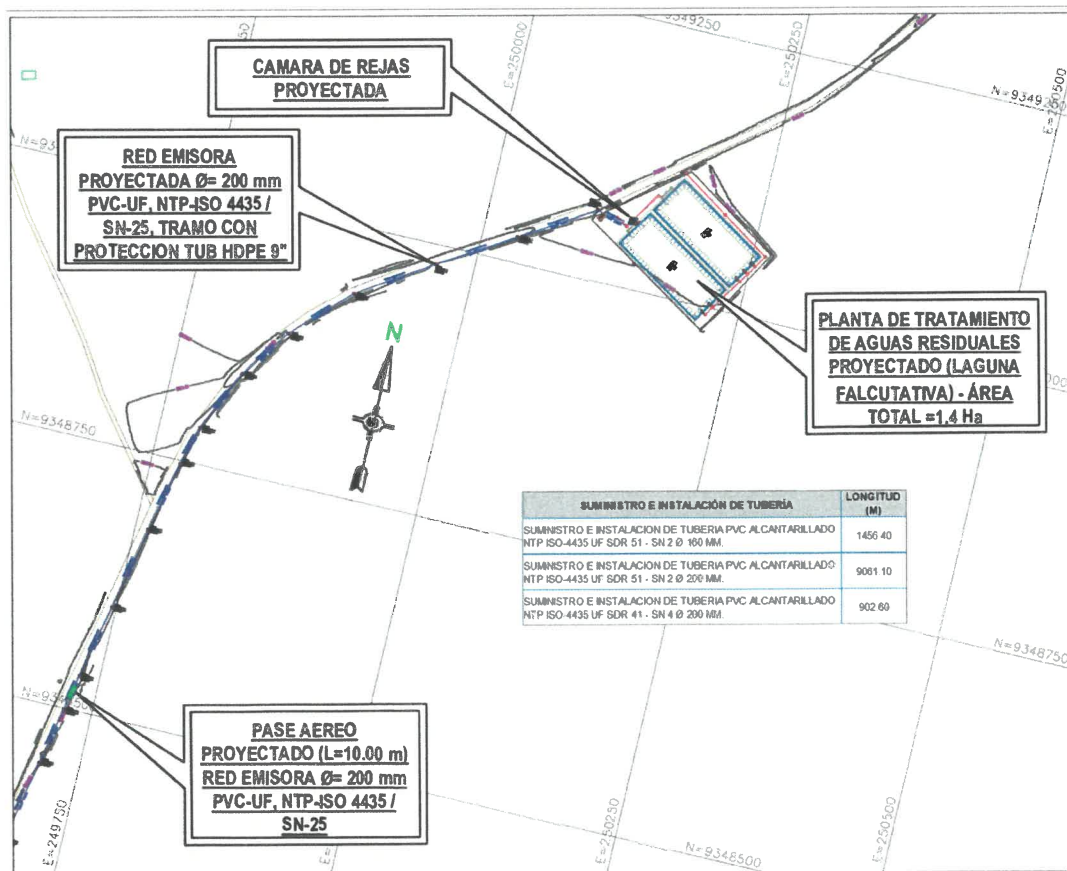 9349250
E=250000
E=250250
E=250500
N=9349250
CAMARA DE REJAS
PROYECTADA
RED EMISORA
PROYECTADA Ø= 200 mm
PVC-UF, NTP-ISO 4435 /
SN-25, TRAMO CON
PROTECCION TUB HDPE 9"
N
PLANTA DE TRATAMIENTO
DE AGUAS RESIDUALES
PROYECTADO (LAGUNA
FALCUTATIVA) - ÁREA
TOTAL =1.4 Ha
N=9348750
SUMINISTRO E INSTALACIÓN DE TUBERÍA
LONGITUD
(M)
SUMINISTRO E INSTALACION DE TUBERIA PVC ALCANTARILLADO
NTP ISO-4435 UF SDR 51 - SN 2 Ø 160 MM.
1456.40
SUMINISTRO E INSTALACION DE TUBERIA PVC ALCANTARILLADO
NTP ISO-4435 UF SDR 51 - SN 2 Ø 200 MM.
9061.10
SUMINISTRO E INSTALACION DE TUBERIA PVC ALCANTARILLADO
NTP ISO-4435 UF SDR 41 - SN 4 Ø 200 MM.
902.60
N=9348750
PASE AEREO
PROYECTADO (L=10.00 m)
RED EMISORA Ø= 200 mm
PVC-UF, NTP-ISO 4435 /
SN-25
E=249750
E=250250
E=250500
N=9348500